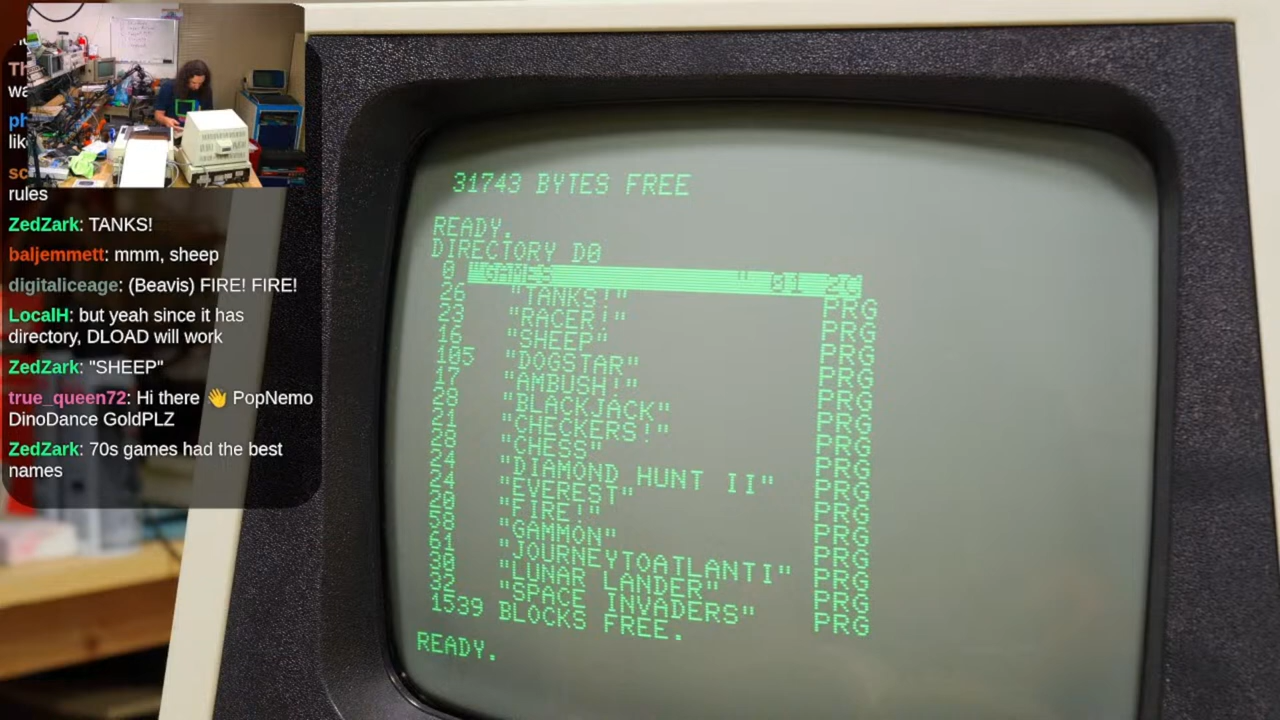 rules
ZedZark: TANKS!
baljemmett: mmm, sheep
digitaliceage: (Beavis) FIRE! FIRE!
LocalH: but yeah since it has
directory, DLOAD will work
ZedZark: "SHEEP"
true_queen72: Hi there 👋 PopNemo
DinoDance GoldPLZ
ZedZark: 70s games had the best
names
31743 BYTES FREE
READY.
DIRECTORY D0
0 "GAMES " 01 2C
26 "TANKS!" PRG
23 "RACER!" PRG
16 "SHEEP" PRG
105 "DOGSTAR" PRG
17 "AMBUSH!" PRG
28 "BLACKJACK" PRG
21 "CHECKERS!" PRG
28 "CHESS" PRG
24 "DIAMOND HUNT II" PRG
24 "EVEREST" PRG
20 "FIRE!" PRG
58 "GAMMON" PRG
61 "JOURNEYTOATLANTI" PRG
30 "LUNAR LANDER" PRG
32 "SPACE INVADERS" PRG
1539 BLOCKS FREE.
READY.